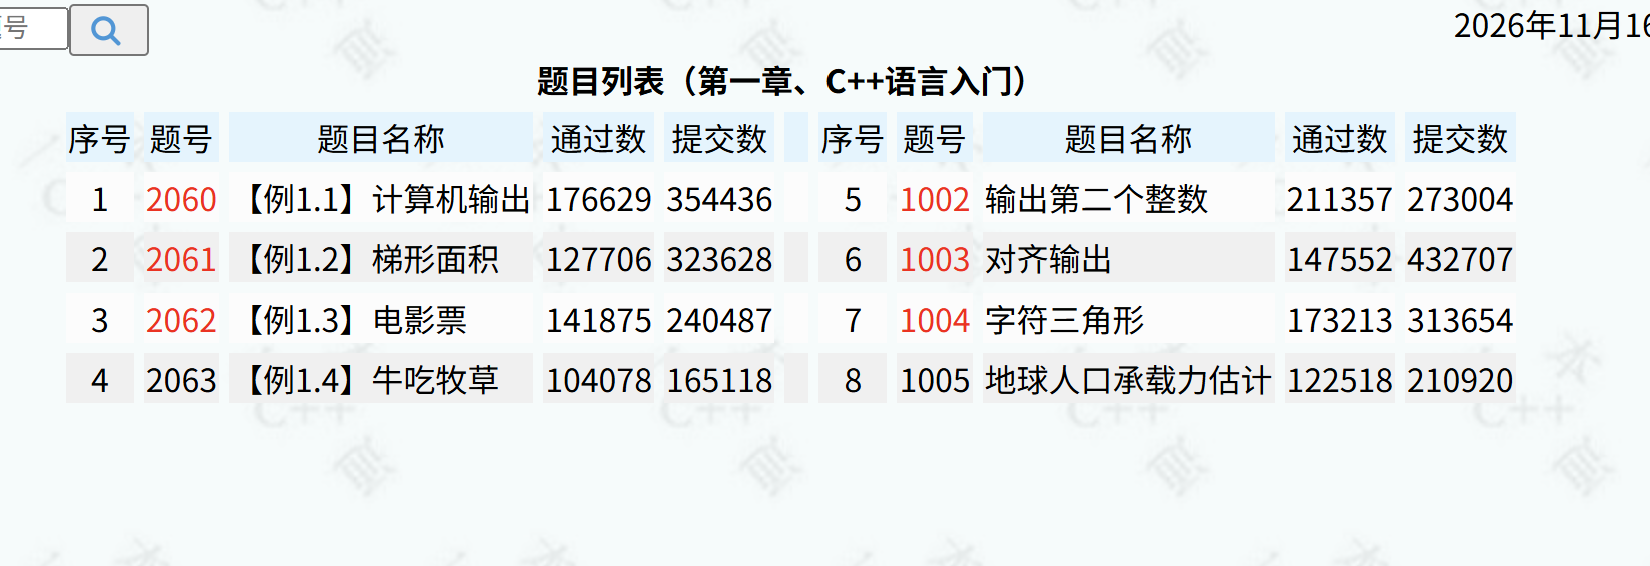 号
2026年11月16
题目列表（第一章、C++语言入门）
序号 题号 题目名称 通过数 提交数 序号 题号 题目名称 通过数 提交数
1 2060 【例1.1】计算机输出 176629 354436 5 1002 输出第二个整数 211357 273004
2 2061 【例1.2】梯形面积 127706 323628 6 1003 对齐输出 147552 432707
3 2062 【例1.3】电影票 141875 240487 7 1004 字符三角形 173213 313654
4 2063 【例1.4】牛吃牧草 104078 165118 8 1005 地球人口承载力估计 122518 210920